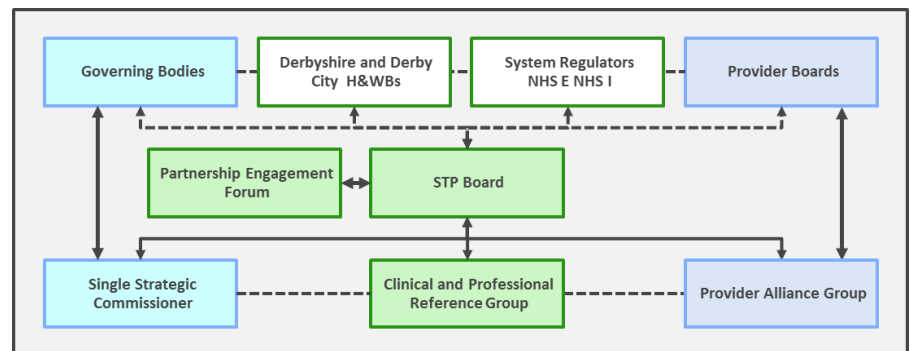 Governing Bodies
Derbyshire and Derby
City H&WBs
System Regulators
NHS E NHS I
Provider Boards
Partnership Engagement
Forum
STP Board
Single Strategic
Commissioner
Clinical and Professional
Reference Group
Provider Alliance Group